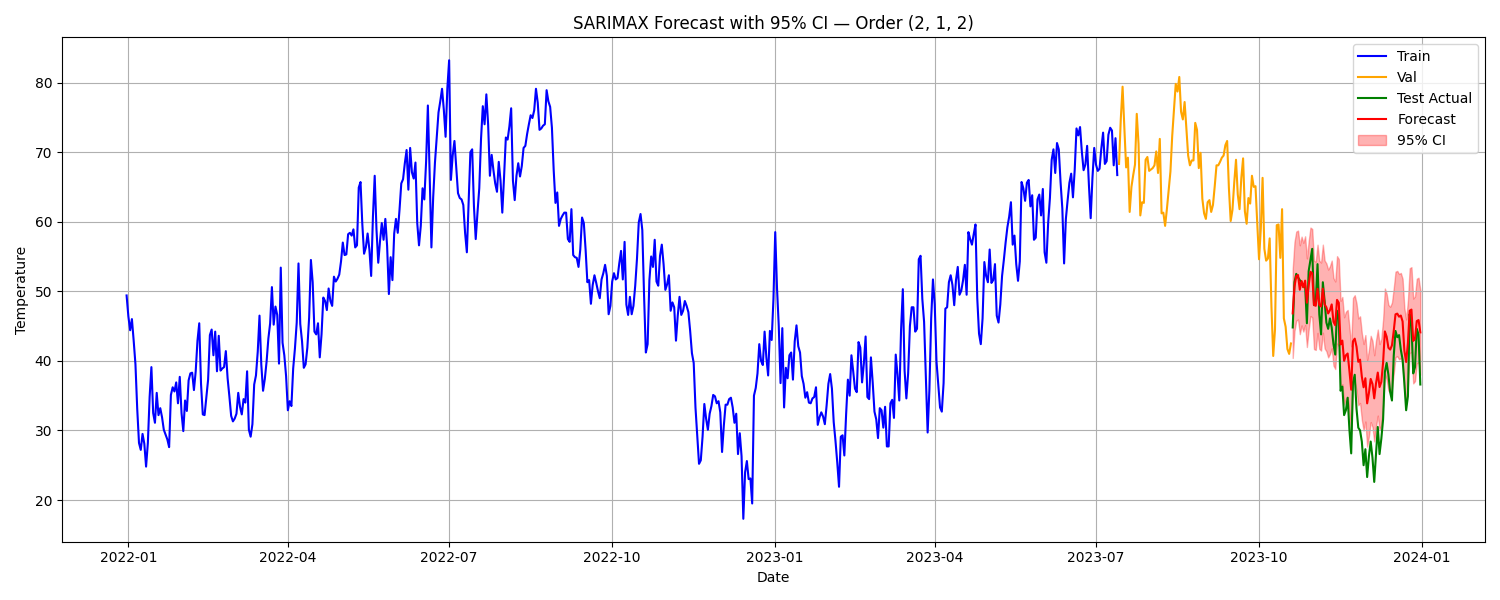 SARIMAX Forecast with 95% CI — Order (2, 1, 2)
Train
Val
Test Actual
Forecast
95% CI
Temperature
80
70
60
50
40
30
20
2022-01
2022-04
2022-07
2022-10
2023-01
2023-04
2023-07
2023-10
2024-01
Date